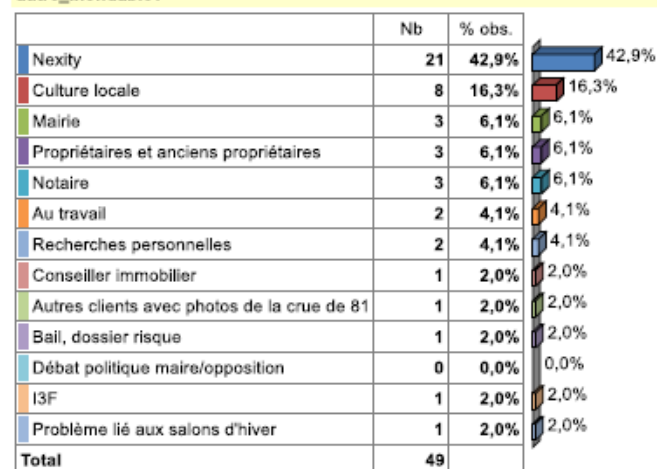 Nb % obs.
Nexity 21 42,9% 42,9%
Culture locale 8 16,3% 16,3%
Mairie 3 6,1% 6,1%
Propriétaires et anciens propriétaires 3 6,1% 6,1%
Notaire 3 6,1% 6,1%
Au travail 2 4,1% 4,1%
Recherches personnelles 2 4,1% 4,1%
Conseiller immobilier 1 2,0% 2,0%
Autres clients avec photos de la crue de 81 1 2,0% 2,0%
Bail, dossier risque 1 2,0% 2,0%
Débat politique maire/opposition 0 0,0% 0,0%
I3F 1 2,0% 2,0%
Problème lié aux salons d'hiver 1 2,0% 2,0%
Total 49